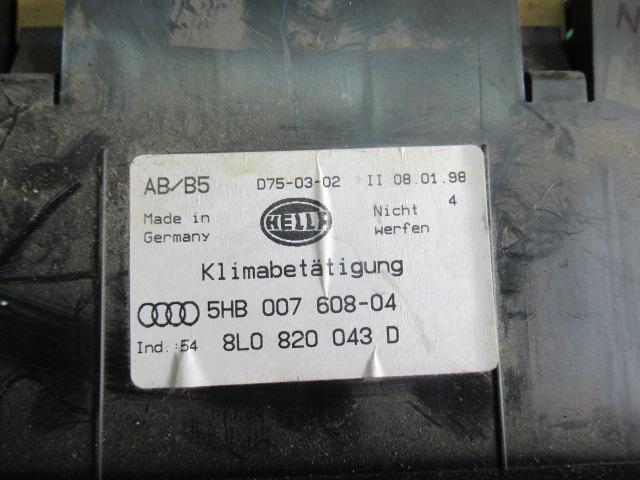 AB/B5 D75-03-02 II 08.01.98
Made in Germany
HELLA
Nicht werfen
4
Klimabetätigung
5HB 007 608-04
Ind.:54 8L0 820 043 D
N